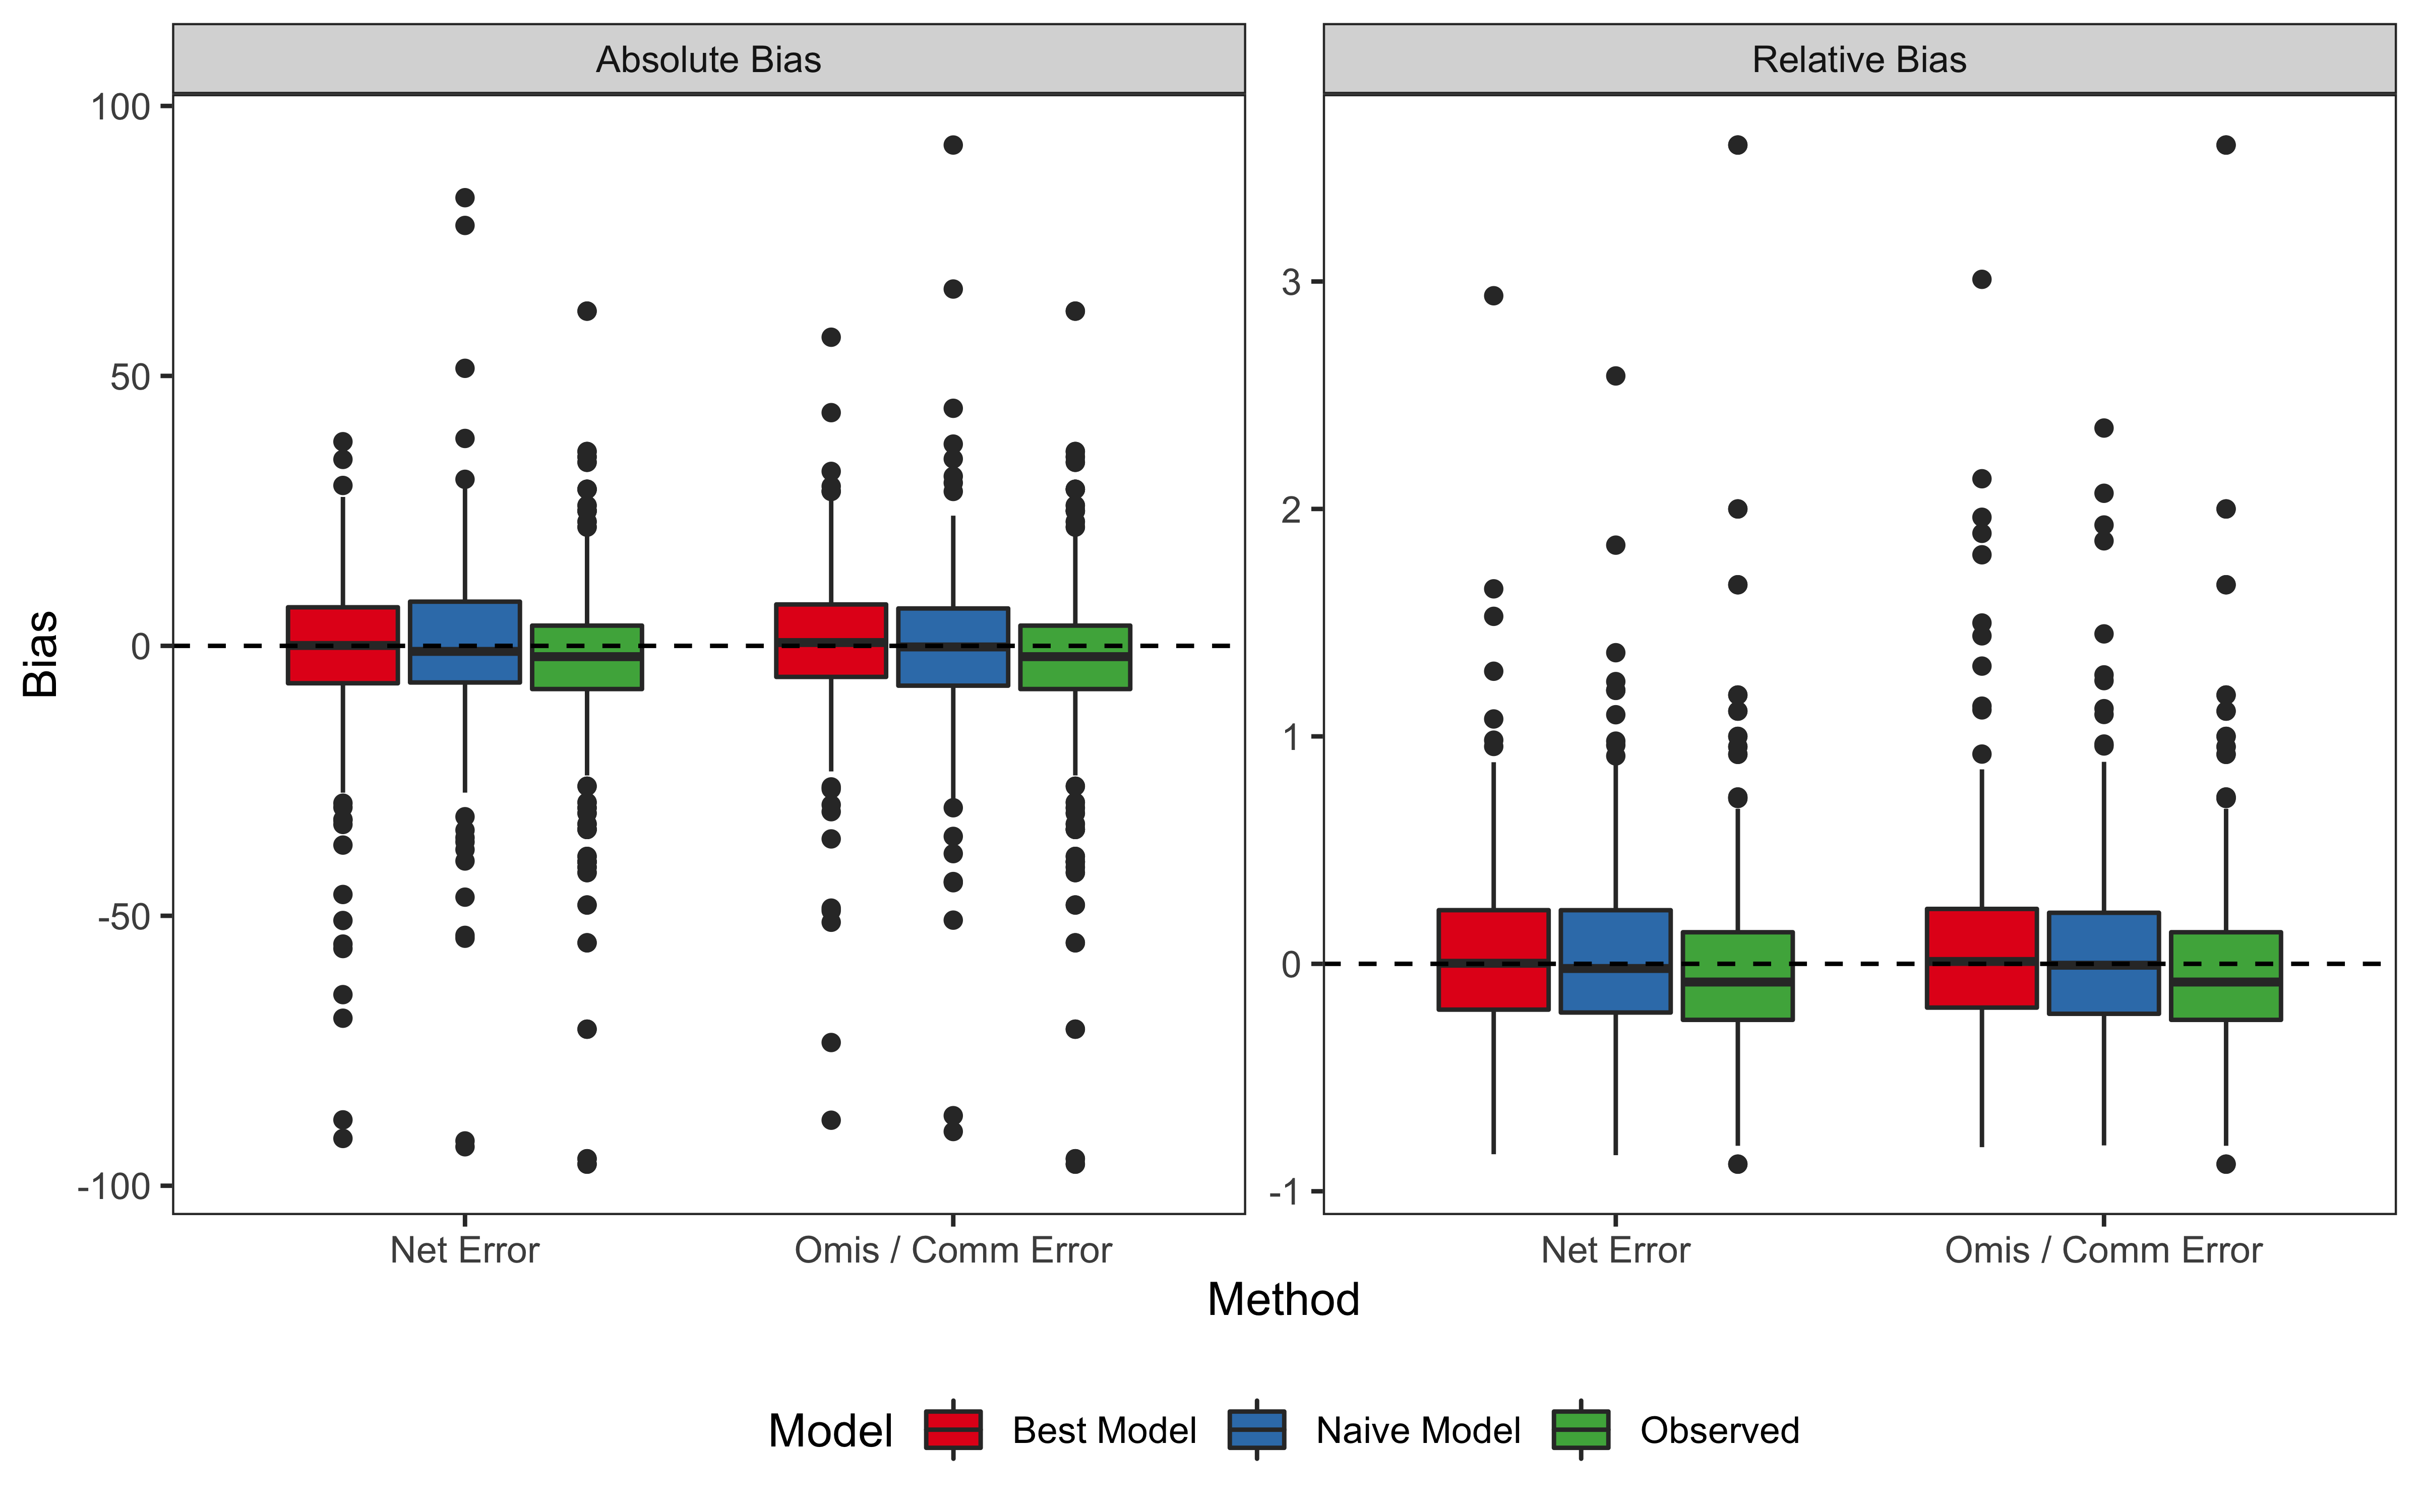 Absolute Bias
Relative Bias
100
50
0
-50
-100
3
2
1
0
-1
Bias
Net Error
Omis / Comm Error
Net Error
Omis / Comm Error
Method
Model Best Model Naive Model Observed